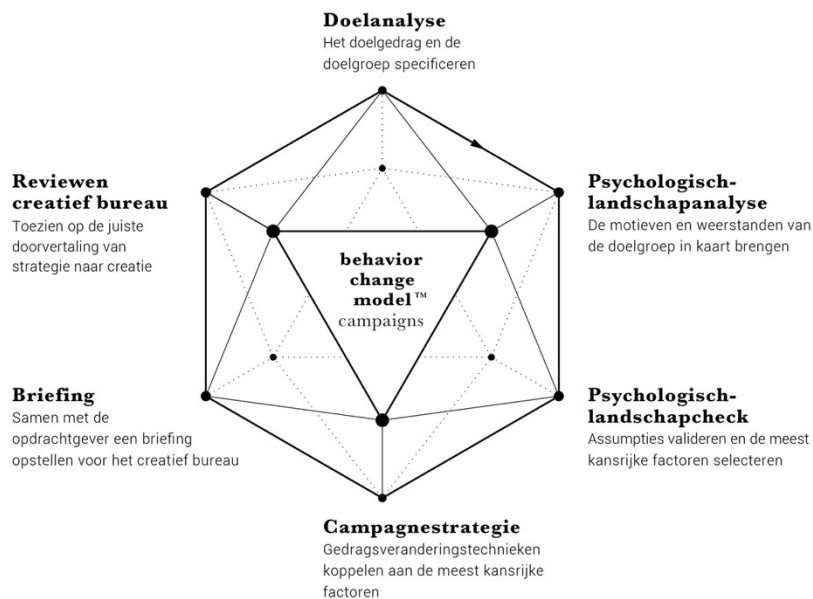 Doelanalyse
Het doelgedrag en de
doelgroep specificeren
Psychologisch-
landschapanalyse
De motieven en weerstanden van
de doelgroep in kaart brengen
Psychologisch-
landschapcheck
Assumpties valideren en de meest
kansrijke factoren selecteren
Campagnestrategie
Gedragsveranderingstechnieken
koppelen aan de meest kansrijke
factoren
Briefing
Samen met de
opdrachtgever een briefing
opstellen voor het creatief bureau
Reviewen
creatief bureau
Toezien op de juiste
doorvertaling van
strategie naar creatie
behavior
change
model™
campaigns